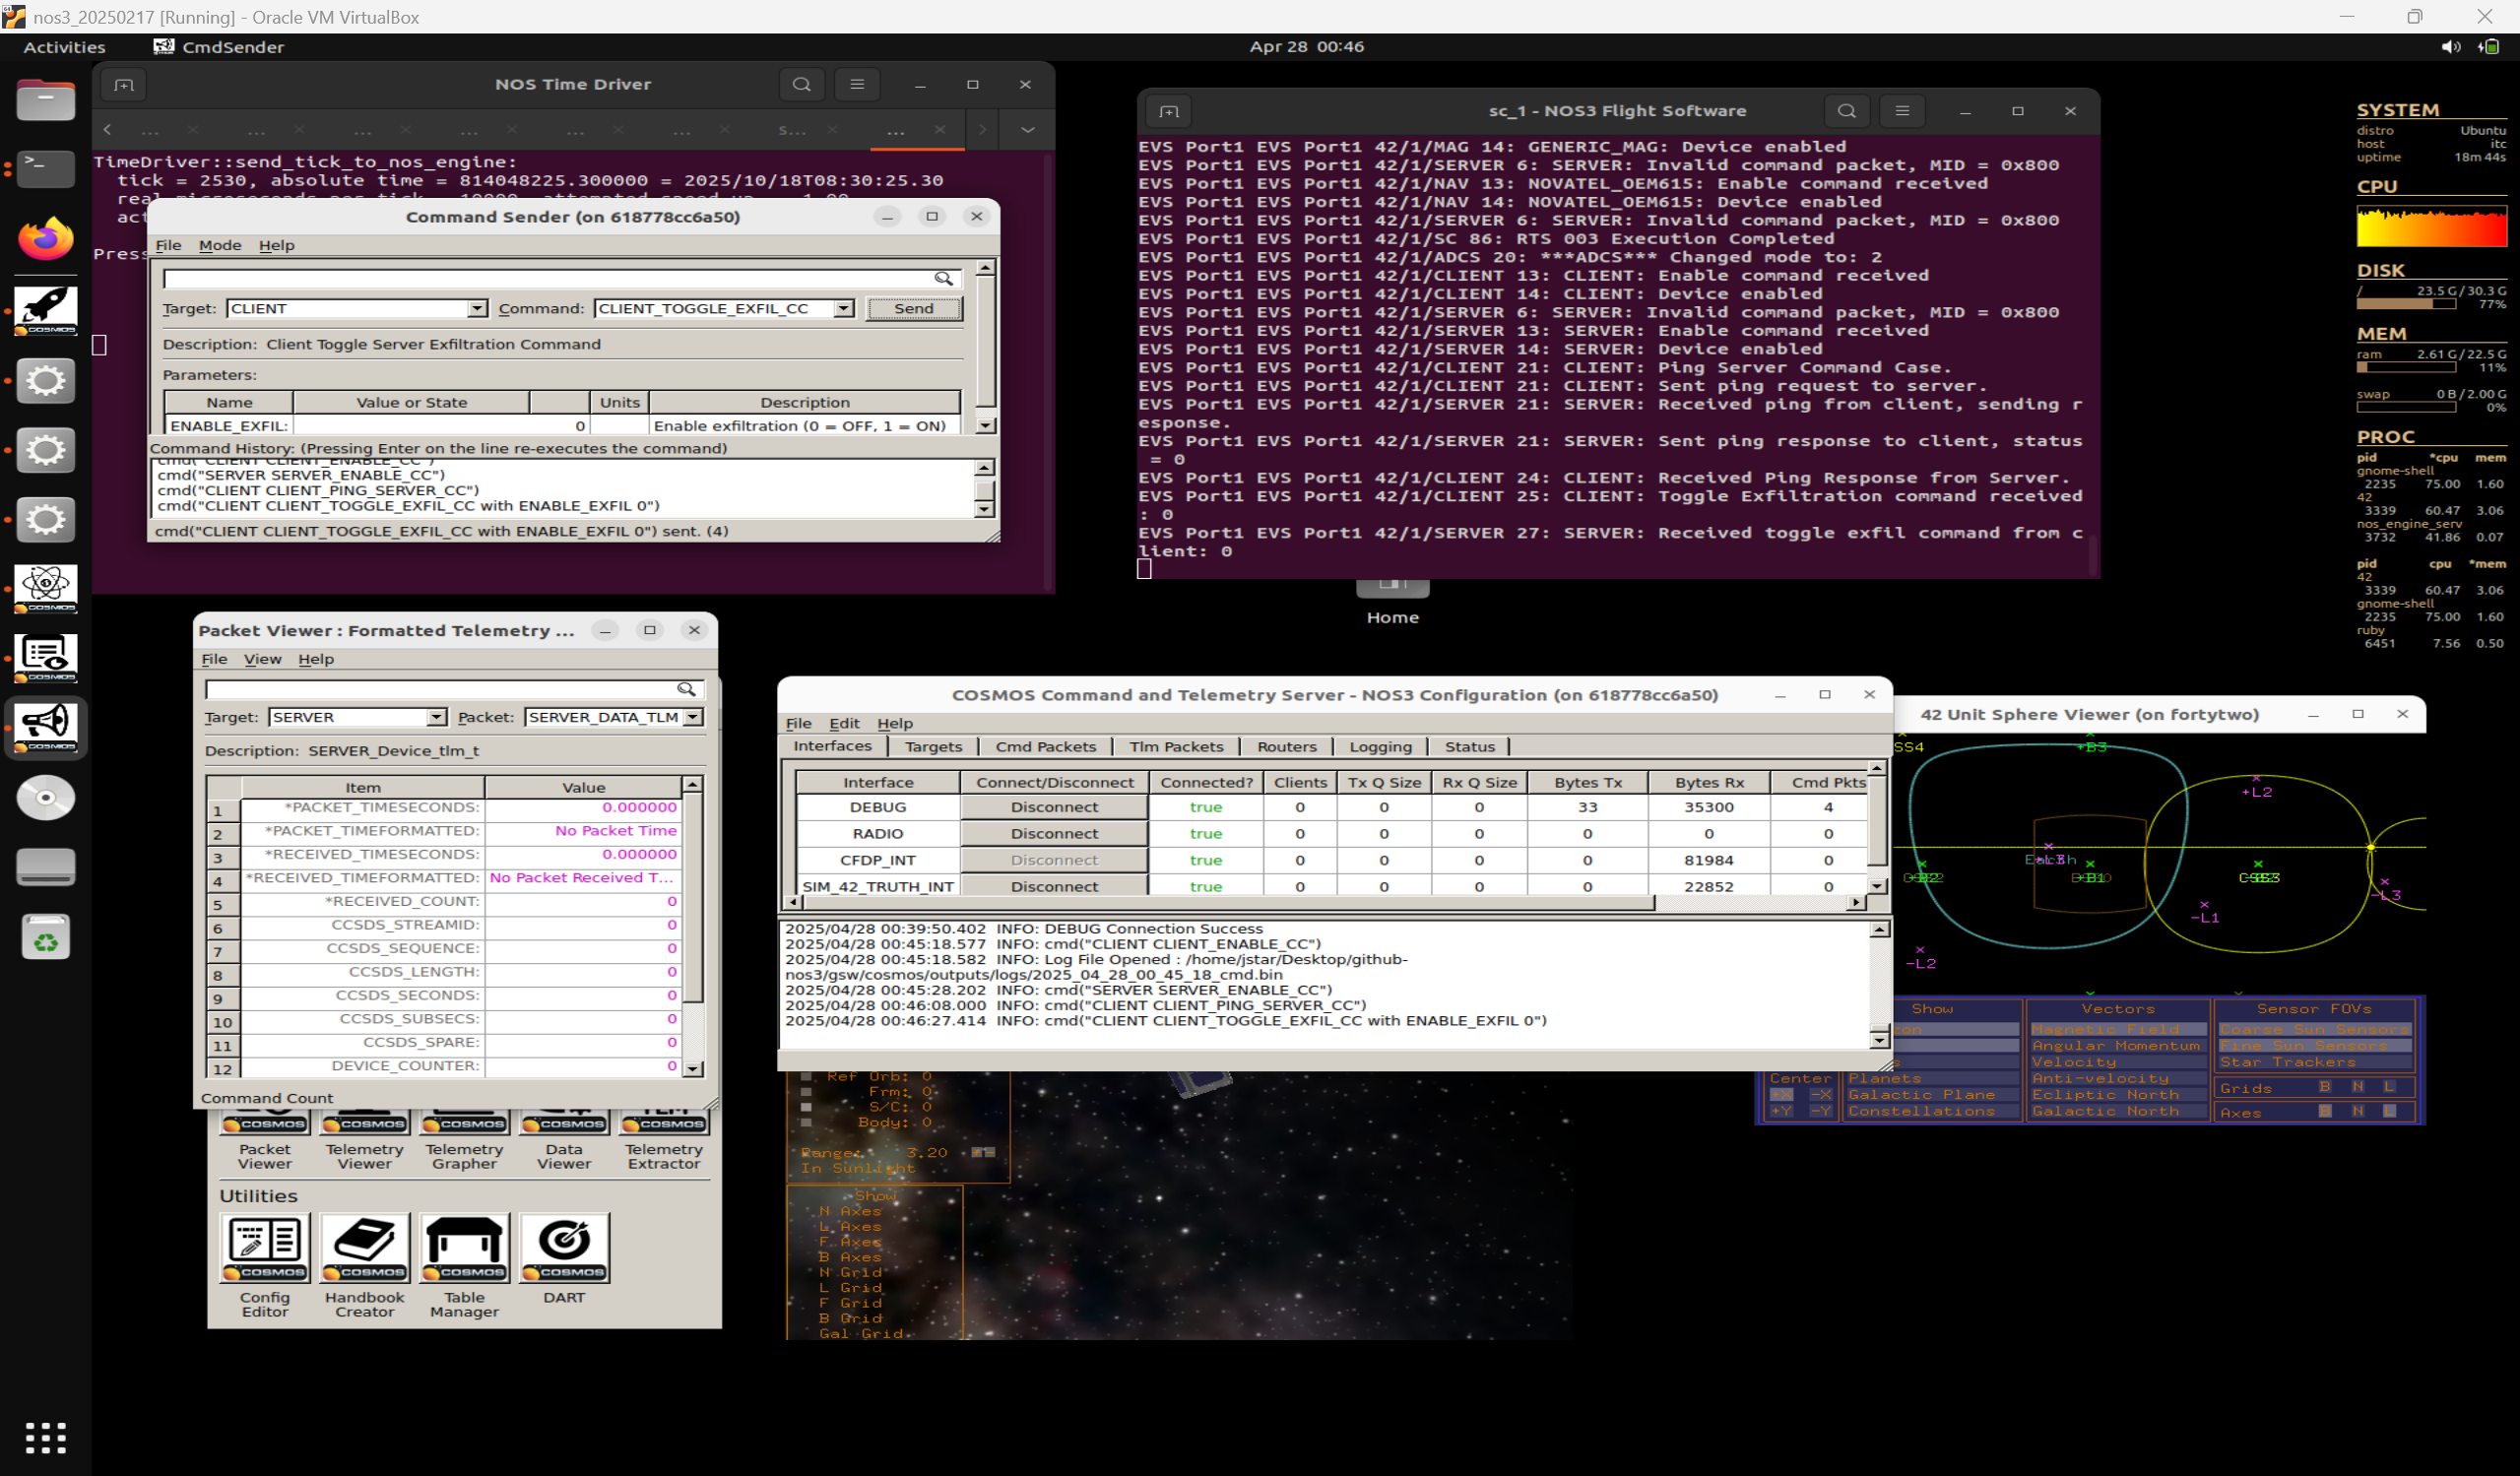 nos3_20250217 [Running] - Oracle VM VirtualBox
Activities CmdSender Apr 28 00:46
NOS Time Driver
... ... ... ... ... ... s... ...
TimeDriver::send_tick_to_nos_engine:
tick = 2530, absolute time = 814048225.300000 = 2025/10/18T08:30:25.30
act
Press
Command Sender (on 618778cc6a50)
File Mode Help
Target: CLIENT Command: CLIENT_TOGGLE_EXFIL_CC Send
Description: Client Toggle Server Exfiltration Command
Parameters:
Name Value or State Units Description
ENABLE_EXFIL: 0 Enable exfiltration (0 = OFF, 1 = ON)
Command History: (Pressing Enter on the line re-executes the command)
cmd("CLIENT CLIENT_ENABLE_CC")
cmd("SERVER SERVER_ENABLE_CC")
cmd("CLIENT CLIENT_PING_SERVER_CC")
cmd("CLIENT CLIENT_TOGGLE_EXFIL_CC with ENABLE_EXFIL 0")
cmd("CLIENT CLIENT_TOGGLE_EXFIL_CC with ENABLE_EXFIL 0") sent. (4)
sc_1 - NOS3 Flight Software
EVS Port1 EVS Port1 42/1/MAG 14: GENERIC_MAG: Device enabled
EVS Port1 EVS Port1 42/1/SERVER 6: SERVER: Invalid command packet, MID = 0x800
EVS Port1 EVS Port1 42/1/NAV 13: NOVATEL_OEM615: Enable command received
EVS Port1 EVS Port1 42/1/NAV 14: NOVATEL_OEM615: Device enabled
EVS Port1 EVS Port1 42/1/SERVER 6: SERVER: Invalid command packet, MID = 0x800
EVS Port1 EVS Port1 42/1/SC 86: RTS 003 Execution Completed
EVS Port1 EVS Port1 42/1/ADCS 20: ***ADCS*** Changed mode to: 2
EVS Port1 EVS Port1 42/1/CLIENT 13: CLIENT: Enable command received
EVS Port1 EVS Port1 42/1/CLIENT 14: CLIENT: Device enabled
EVS Port1 EVS Port1 42/1/SERVER 6: SERVER: Invalid command packet, MID = 0x800
EVS Port1 EVS Port1 42/1/SERVER 13: SERVER: Enable command received
EVS Port1 EVS Port1 42/1/SERVER 14: SERVER: Device enabled
EVS Port1 EVS Port1 42/1/CLIENT 21: CLIENT: Ping Server Command Case.
EVS Port1 EVS Port1 42/1/CLIENT 21: CLIENT: Sent ping request to server.
EVS Port1 EVS Port1 42/1/SERVER 21: SERVER: Received ping from client, sending r
esponse.
EVS Port1 EVS Port1 42/1/SERVER 21: SERVER: Sent ping response to client, status
= 0
EVS Port1 EVS Port1 42/1/CLIENT 24: CLIENT: Received Ping Response from Server.
EVS Port1 EVS Port1 42/1/CLIENT 25: CLIENT: Toggle Exfiltration command received
: 0
EVS Port1 EVS Port1 42/1/SERVER 27: SERVER: Received toggle exfil command from c
lient: 0
Home
SYSTEM
distro Ubuntu
host itc
uptime 18m 44s
CPU
DISK
/ 23.5 G / 30.3 G
77%
MEM
ram 2.61 G / 22.5 G
11%
swap 0 B / 2.00 G
0%
PROC
pid *cpu mem
gnome-shell
2235 75.00 1.60
42
3339 60.47 3.06
nos_engine_serv
3732 41.86 0.07
pid cpu *mem
42
3339 60.47 3.06
gnome-shell
2235 75.00 1.60
ruby
6451 7.56 0.50
Packet Viewer : Formatted Telemetry ...
File View Help
Target: SERVER Packet: SERVER_DATA_TLM
Description: SERVER_Device_tlm_t
Item Value
1 *PACKET_TIMESECONDS: 0.000000
2 *PACKET_TIMEFORMATTED: No Packet Time
3 *RECEIVED_TIMESECONDS: 0.000000
4 *RECEIVED_TIMEFORMATTED: No Packet Received T...
5 *RECEIVED_COUNT: 0
6 CCSDS_STREAMID: 0
7 CCSDS_SEQUENCE: 0
8 CCSDS_LENGTH: 0
9 CCSDS_SECONDS: 0
10 CCSDS_SUBSECS: 0
11 CCSDS_SPARE: 0
12 DEVICE_COUNTER: 0
Command Count
COSMOS COSMOS COSMOS COSMOS COSMOS
Packet Viewer
Telemetry Viewer
Telemetry Grapher
Data Viewer
Telemetry Extractor
Utilities
COSMOS COSMOS COSMOS COSMOS
Config Editor
Handbook Creator
Table Manager
DART
COSMOS Command and Telemetry Server - NOS3 Configuration (on 618778cc6a50)
File Edit Help
Interfaces Targets Cmd Packets Tlm Packets Routers Logging Status
Interface Connect/Disconnect Connected? Clients Tx Q Size Rx Q Size Bytes Tx Bytes Rx Cmd Pkts
DEBUG Disconnect true 0 0 0 33 35300 4
RADIO Disconnect true 0 0 0 0 0 0
CFDP_INT Disconnect true 0 0 0 0 81984 0
SIM_42_TRUTH_INT Disconnect true 0 0 0 0 22852 0
2025/04/28 00:39:50.402 INFO: DEBUG Connection Success
2025/04/28 00:45:18.577 INFO: cmd("CLIENT CLIENT_ENABLE_CC")
2025/04/28 00:45:18.582 INFO: Log File Opened : /home/jstar/Desktop/github-
nos3/gsw/cosmos/outputs/logs/2025_04_28_00_45_18_cmd.bin
2025/04/28 00:45:28.202 INFO: cmd("SERVER SERVER_ENABLE_CC")
2025/04/28 00:46:08.000 INFO: cmd("CLIENT CLIENT_PING_SERVER_CC")
2025/04/28 00:46:27.414 INFO: cmd("CLIENT CLIENT_TOGGLE_EXFIL_CC with ENABLE_EXFIL 0")
Ref Orb: 0
Frm: 0
S/C: 0
Body: 0
Range: 3.20
In Sunlight
Show
N Axes
L Axes
F Axes
B Axes
N Grid
L Grid
F Grid
B Grid
Gal Grid
42 Unit Sphere Viewer (on fortytwo)
SS4
+B3
+L2
Earth
+B1
CSS3
-L3
-L1
-L2
Show Vectors Sensor FOVs
Magnetic Field Coarse Sun Sensors
Angular Momentum Fine Sun Sensors
Velocity Star Trackers
Center Planets Anti-velocity
Grids B N L
+X -X Galactic Plane Ecliptic North
+Y -Y Constellations Galactic North
Axes B N L